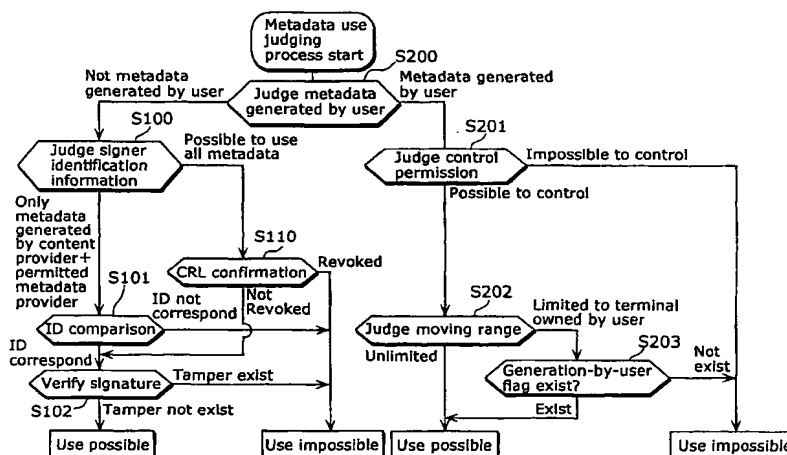 Metadata use
judging
process start
S200
Not metadata
generated by user
Judge metadata
generated by user
Metadata generated
by user
S100
Judge signer
identification
information
Possible to use
all metadata
S201
Judge control
permission
Impossible to control
Possible to control
Only
metadata
generated
by content
provider+
permitted
metadata
provider
S110
CRL confirmation
Revoked
Not
Revoked
S101
ID not
correspond
ID comparison
S202
Judge moving range
Limited to terminal
owned by user
Unlimited
S203
Generation-by-user
flag exist?
Not
exist
Exist
ID correspond
Verify signature
Tamper exist
S102
Tamper not exist
Use possible
Use impossible
Use possible
Use impossible